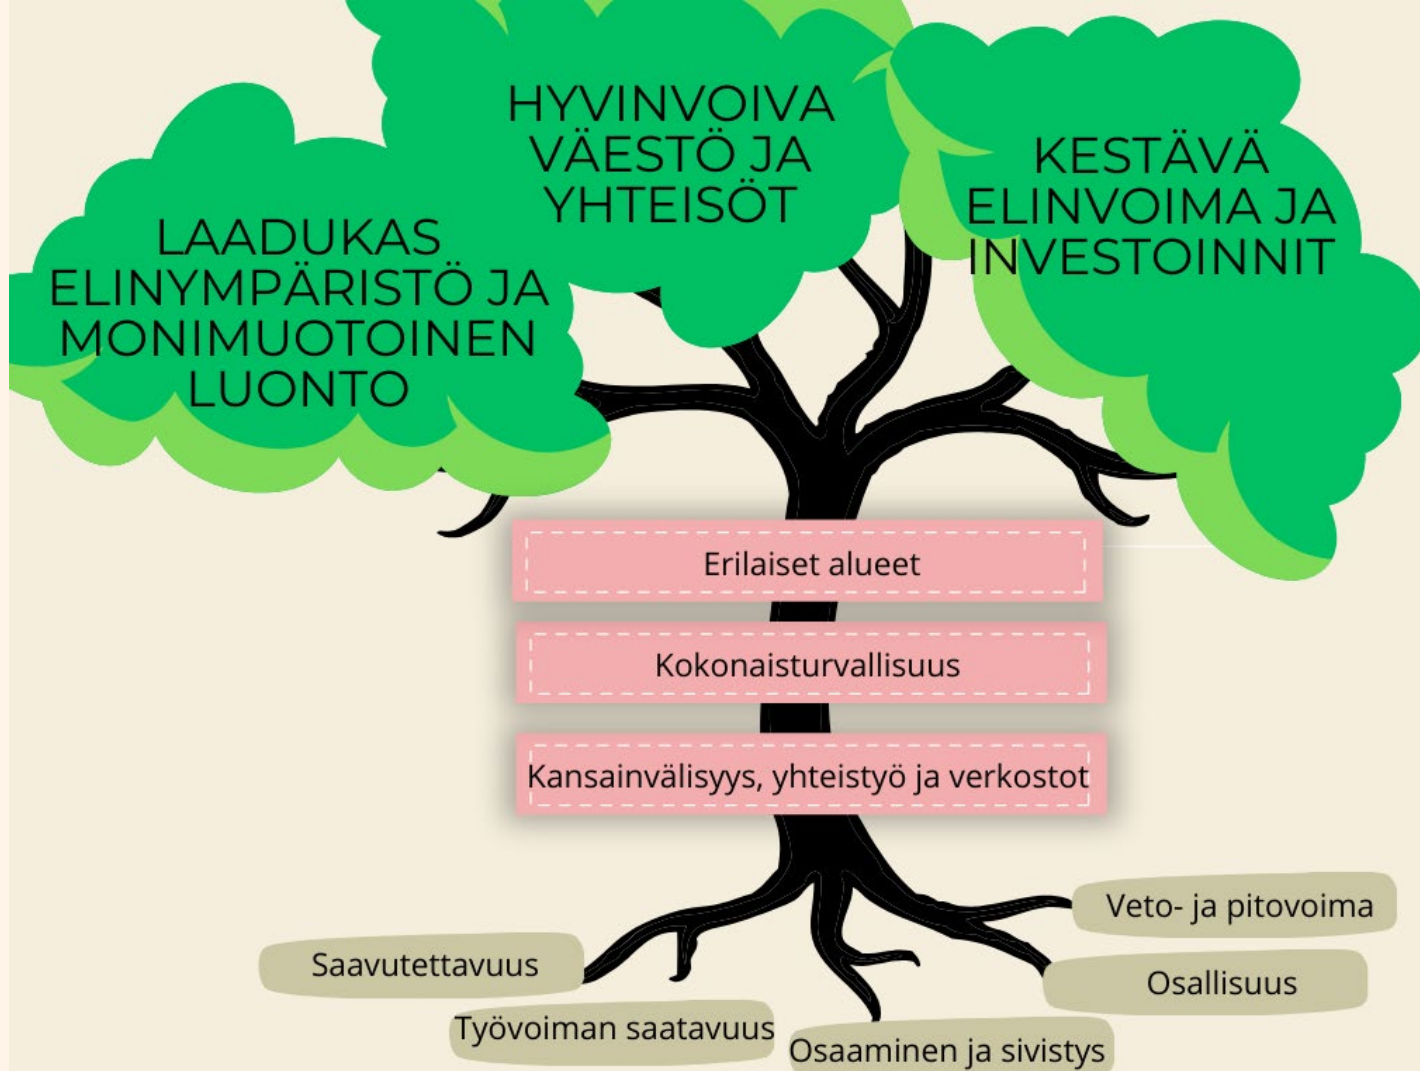 HYVINVOIVA
VÄESTÖ JA
YHTEISÖT
KESTÄVÄ
ELINVOIMA JA
INVESTOINNIT
LAADUKAS
ELINYMPÄRISTÖ JA
MONIMUOTOINEN
LUONTO
Erilaiset alueet
Kokonaisturvallisuus
Kansainvälisyys, yhteistyö ja verkostot
Veto- ja pitovoima
Saavutettavuus
Osallisuus
Työvoiman saatavuus
Osaaminen ja sivistys